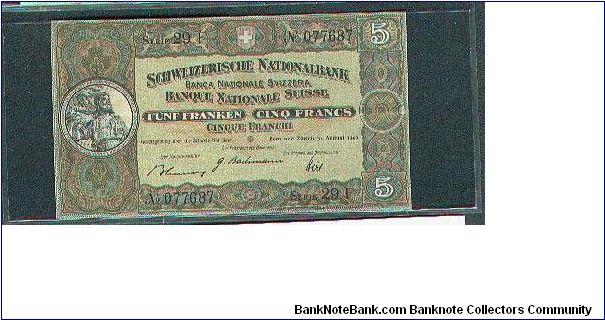 Serie 29 I No 077687 5
SCHWEIZERISCHE NATIONALBANK
BANCA NAZIONALE SVIZZERA
BANQUE NATIONALE SUISSE
FÜNF FRANKEN CINQ FRANCS
CINQUE FRANCHI
G Bachmann
No 077687 Serie 29 I 5
BankNoteBank.com Banknote Collectors Community